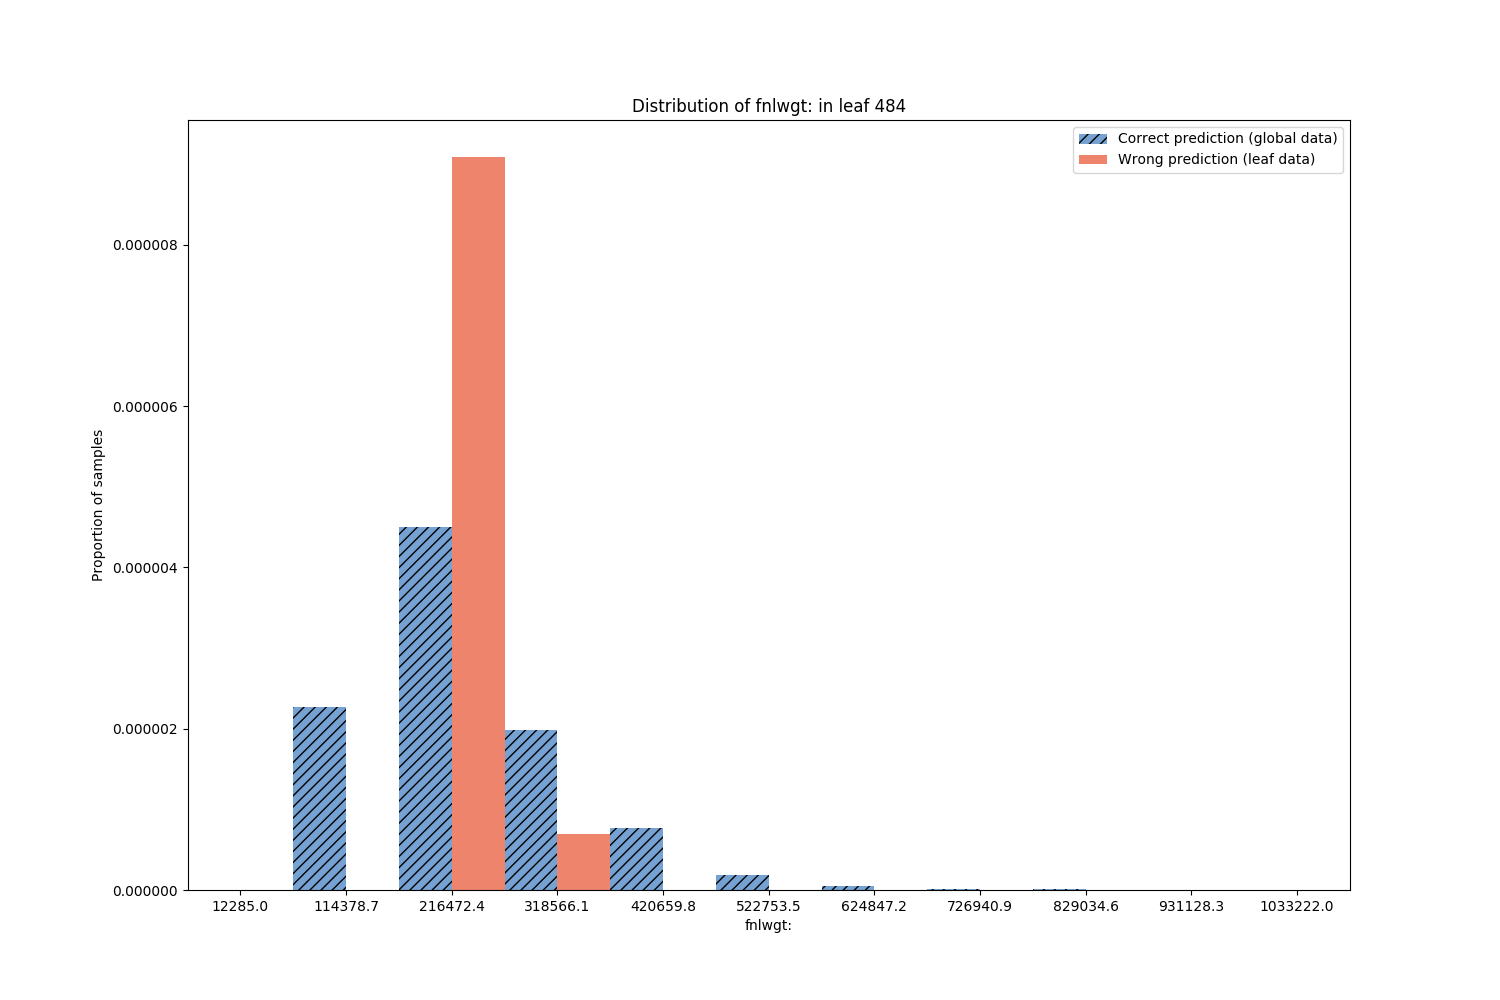 Distribution of fnlwgt: in leaf 484
Correct prediction (global data)
Wrong prediction (leaf data)
0.000008
0.000006
0.000004
0.000002
0.000000
Proportion of samples
12285.0 114378.7 216472.4 318566.1 420659.8 522753.5 624847.2 726940.9 829034.6 931128.3 1033222.0
fnlwgt: